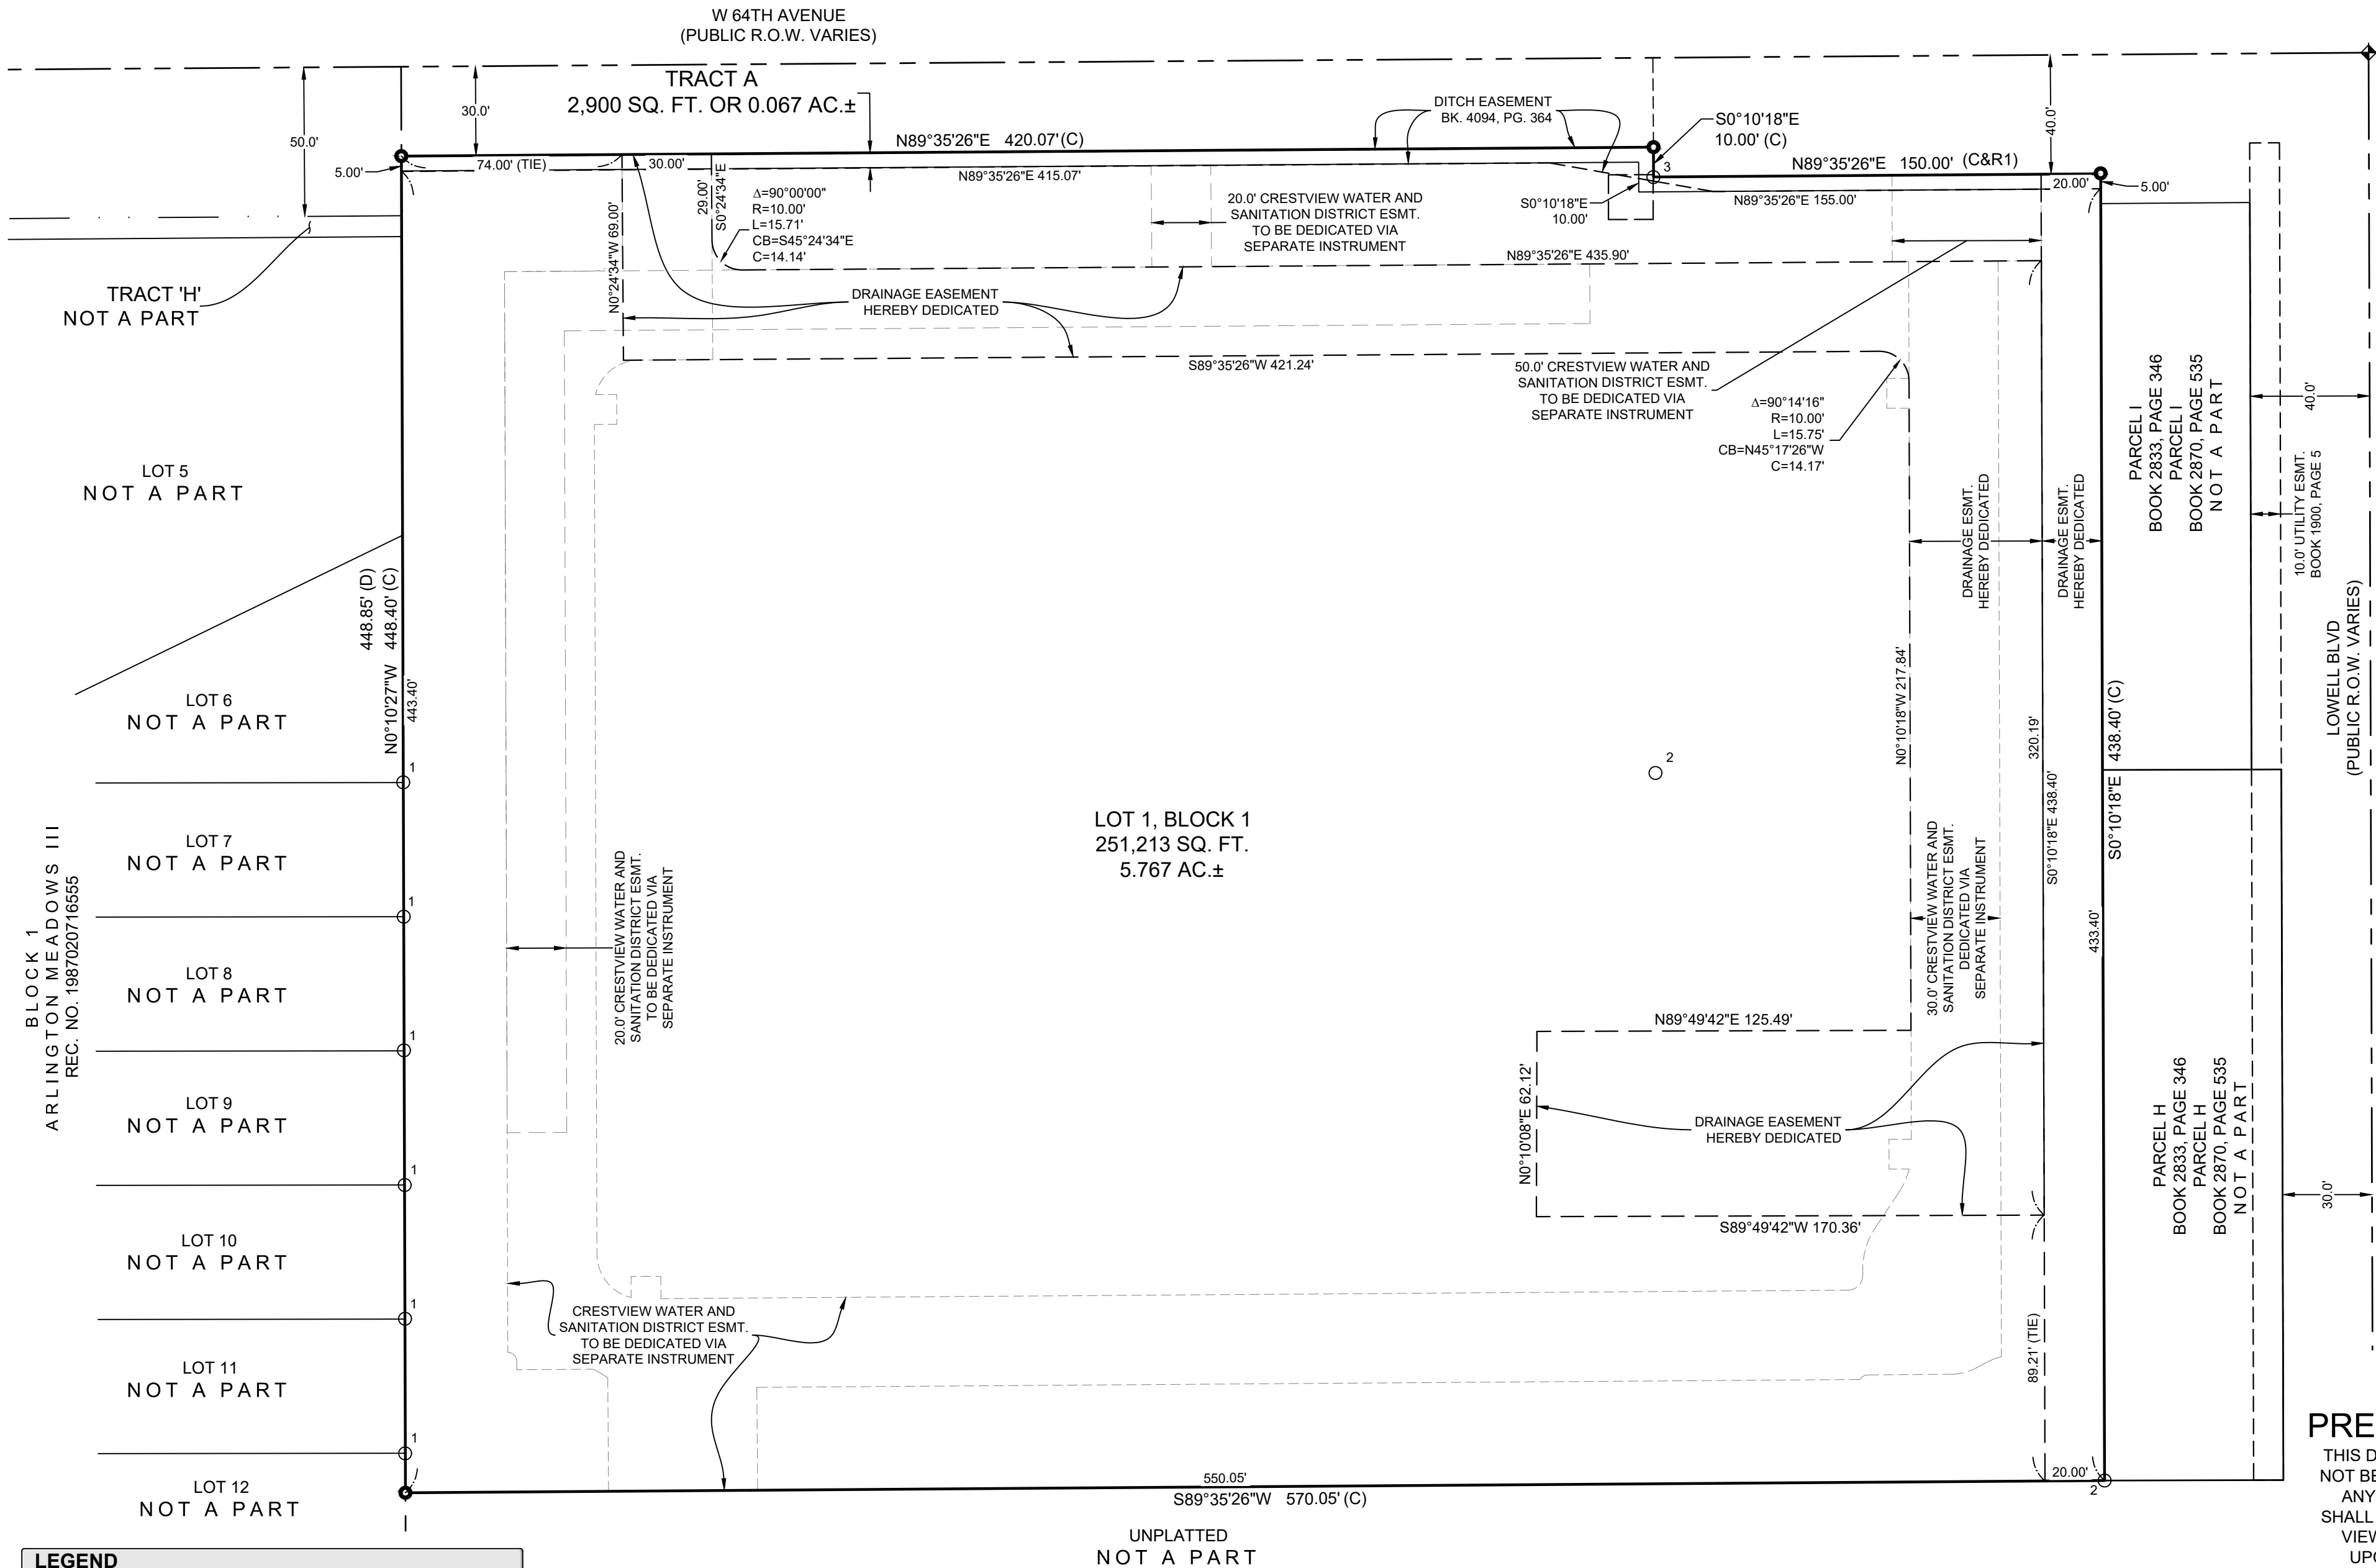 W 64TH AVENUE
(PUBLIC R.O.W. VARIES)
TRACT A
2,900 SQ. FT. OR 0.067 AC.±
50.0'
30.0'
5.00'
74.00' (TIE)
30.00'
N89°35'26"E 420.07' (C)
N89°35'26"E 415.07'
DITCH EASEMENT
BK. 4094, PG. 364
S0°10'18"E
10.00' (C)
3
40.0'
N89°35'26"E 150.00' (C&R1)
20.00'
5.00'
N89°35'26"E 155.00'
S0°10'18"E
10.00'
29.00'
S0°24'34"E
N0°24'34"W 69.00'
Δ=90°00'00"
R=10.00'
L=15.71'
CB=S45°24'34"E
C=14.14'
20.0' CRESTVIEW WATER AND
SANITATION DISTRICT ESMT.
TO BE DEDICATED VIA
SEPARATE INSTRUMENT
N89°35'26"E 435.90'
DRAINAGE EASEMENT
HEREBY DEDICATED
S89°35'26"W 421.24'
50.0' CRESTVIEW WATER AND
SANITATION DISTRICT ESMT.
TO BE DEDICATED VIA
SEPARATE INSTRUMENT
Δ=90°14'16"
R=10.00'
L=15.75'
CB=N45°17'26"W
C=14.17'
TRACT 'H'
NOT A PART
LOT 5
NOT A PART
LOT 6
NOT A PART
LOT 7
NOT A PART
LOT 8
NOT A PART
LOT 9
NOT A PART
LOT 10
NOT A PART
LOT 11
NOT A PART
LOT 12
NOT A PART
BLOCK 1
ARLINGTON MEADOWS III
REC. NO. 1987020716555
448.85' (D)
N0°10'27"W 448.40' (C)
443.40'
1
1
1
1
1
1
20.0' CRESTVIEW WATER AND
SANITATION DISTRICT ESMT.
TO BE DEDICATED VIA
SEPARATE INSTRUMENT
LOT 1, BLOCK 1
251,213 SQ. FT.
5.767 AC.±
2
DRAINAGE ESMT.
HEREBY DEDICATED
DRAINAGE ESMT.
HEREBY DEDICATED
N0°10'18"W 217.84'
320.19'
S0°10'18"E 438.40'
S0°10'18"E 438.40' (C)
433.40'
30.0' CRESTVIEW WATER AND
SANITATION DISTRICT ESMT.
DEDICATED VIA
SEPARATE INSTRUMENT
N89°49'42"E 125.49'
N0°10'08"E 62.12'
DRAINAGE EASEMENT
HEREBY DEDICATED
S89°49'42"W 170.36'
89.21' (TIE)
CRESTVIEW WATER AND
SANITATION DISTRICT ESMT.
TO BE DEDICATED VIA
SEPARATE INSTRUMENT
550.05'
20.00'
2
S89°35'26"W 570.05' (C)
UNPLATTED
NOT A PART
PARCEL I
BOOK 2833, PAGE 346
PARCEL I
BOOK 2870, PAGE 535
NOT A PART
40.0'
10.0' UTILITY ESMT.
BOOK 1900, PAGE 5
LOWELL BLVD
(PUBLIC R.O.W. VARIES)
PARCEL H
BOOK 2833, PAGE 346
PARCEL H
BOOK 2870, PAGE 535
NOT A PART
30.0'
PRE
THIS D
NOT BE
ANY
SHALL
VIEW
UPO
LEGEND